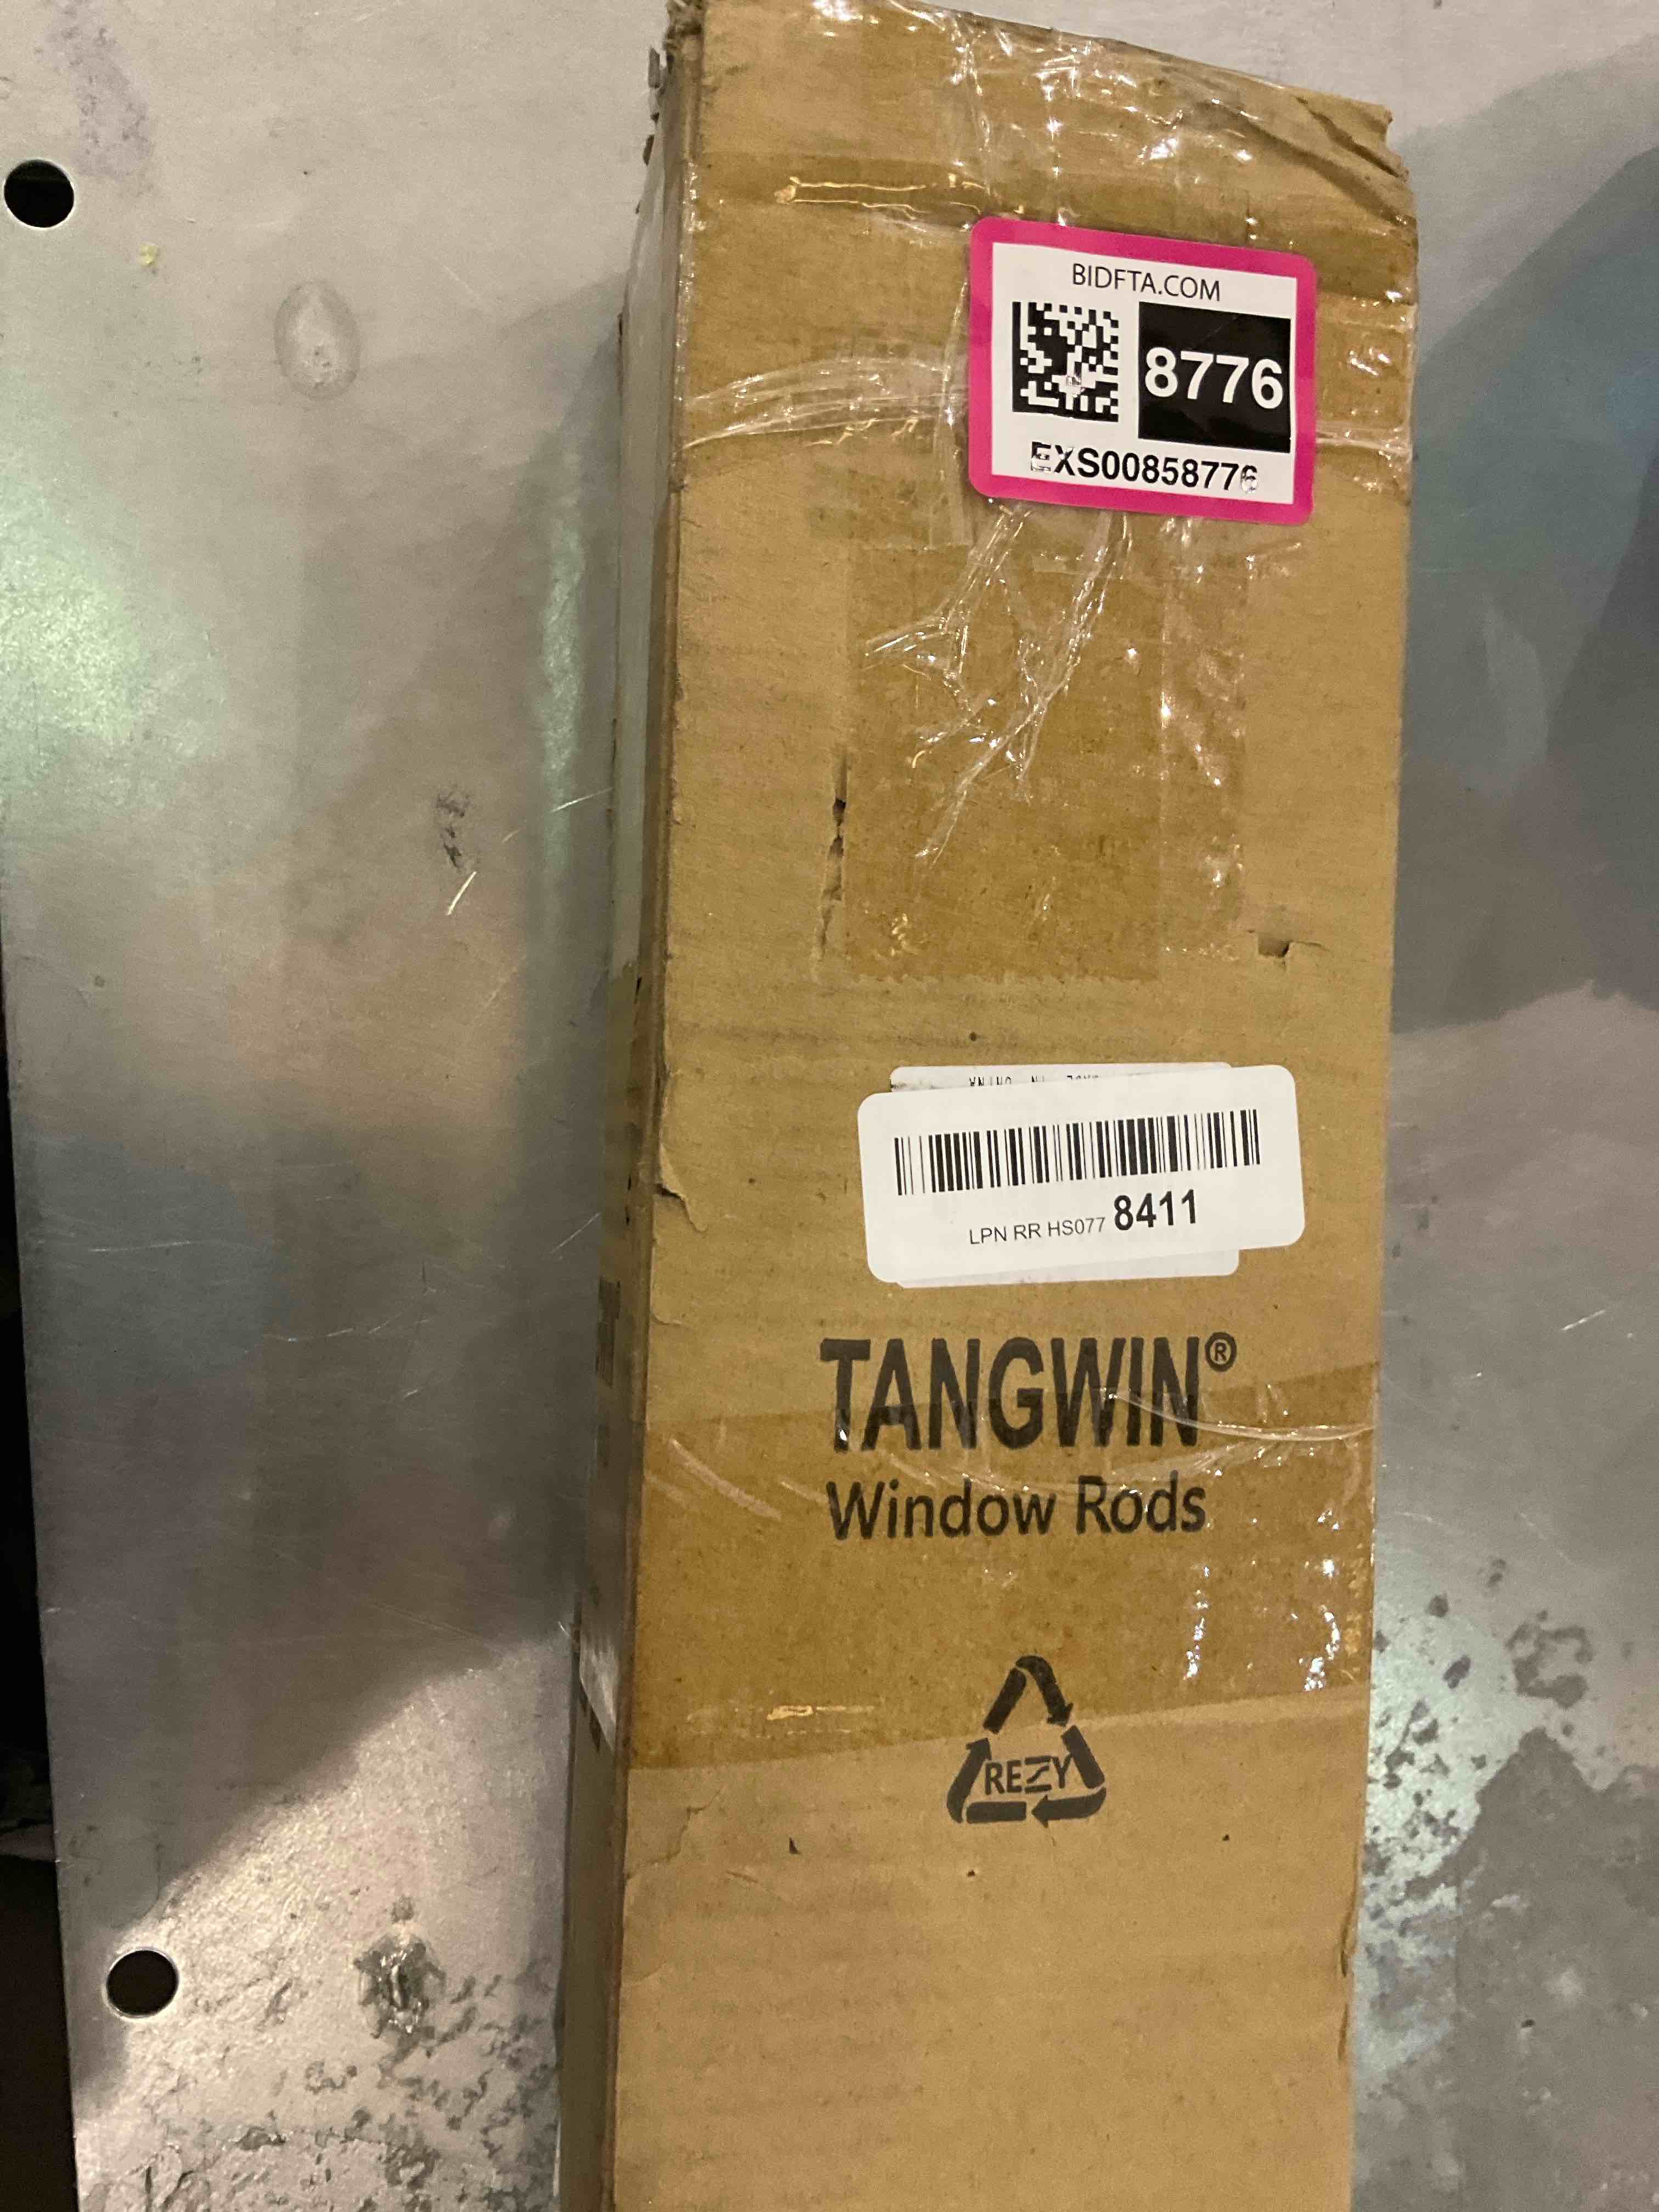 BIDFTA.COM
8776
EXS00858776
LPN RR HS077 8411
TANGWIN®
Window Rods
REZY